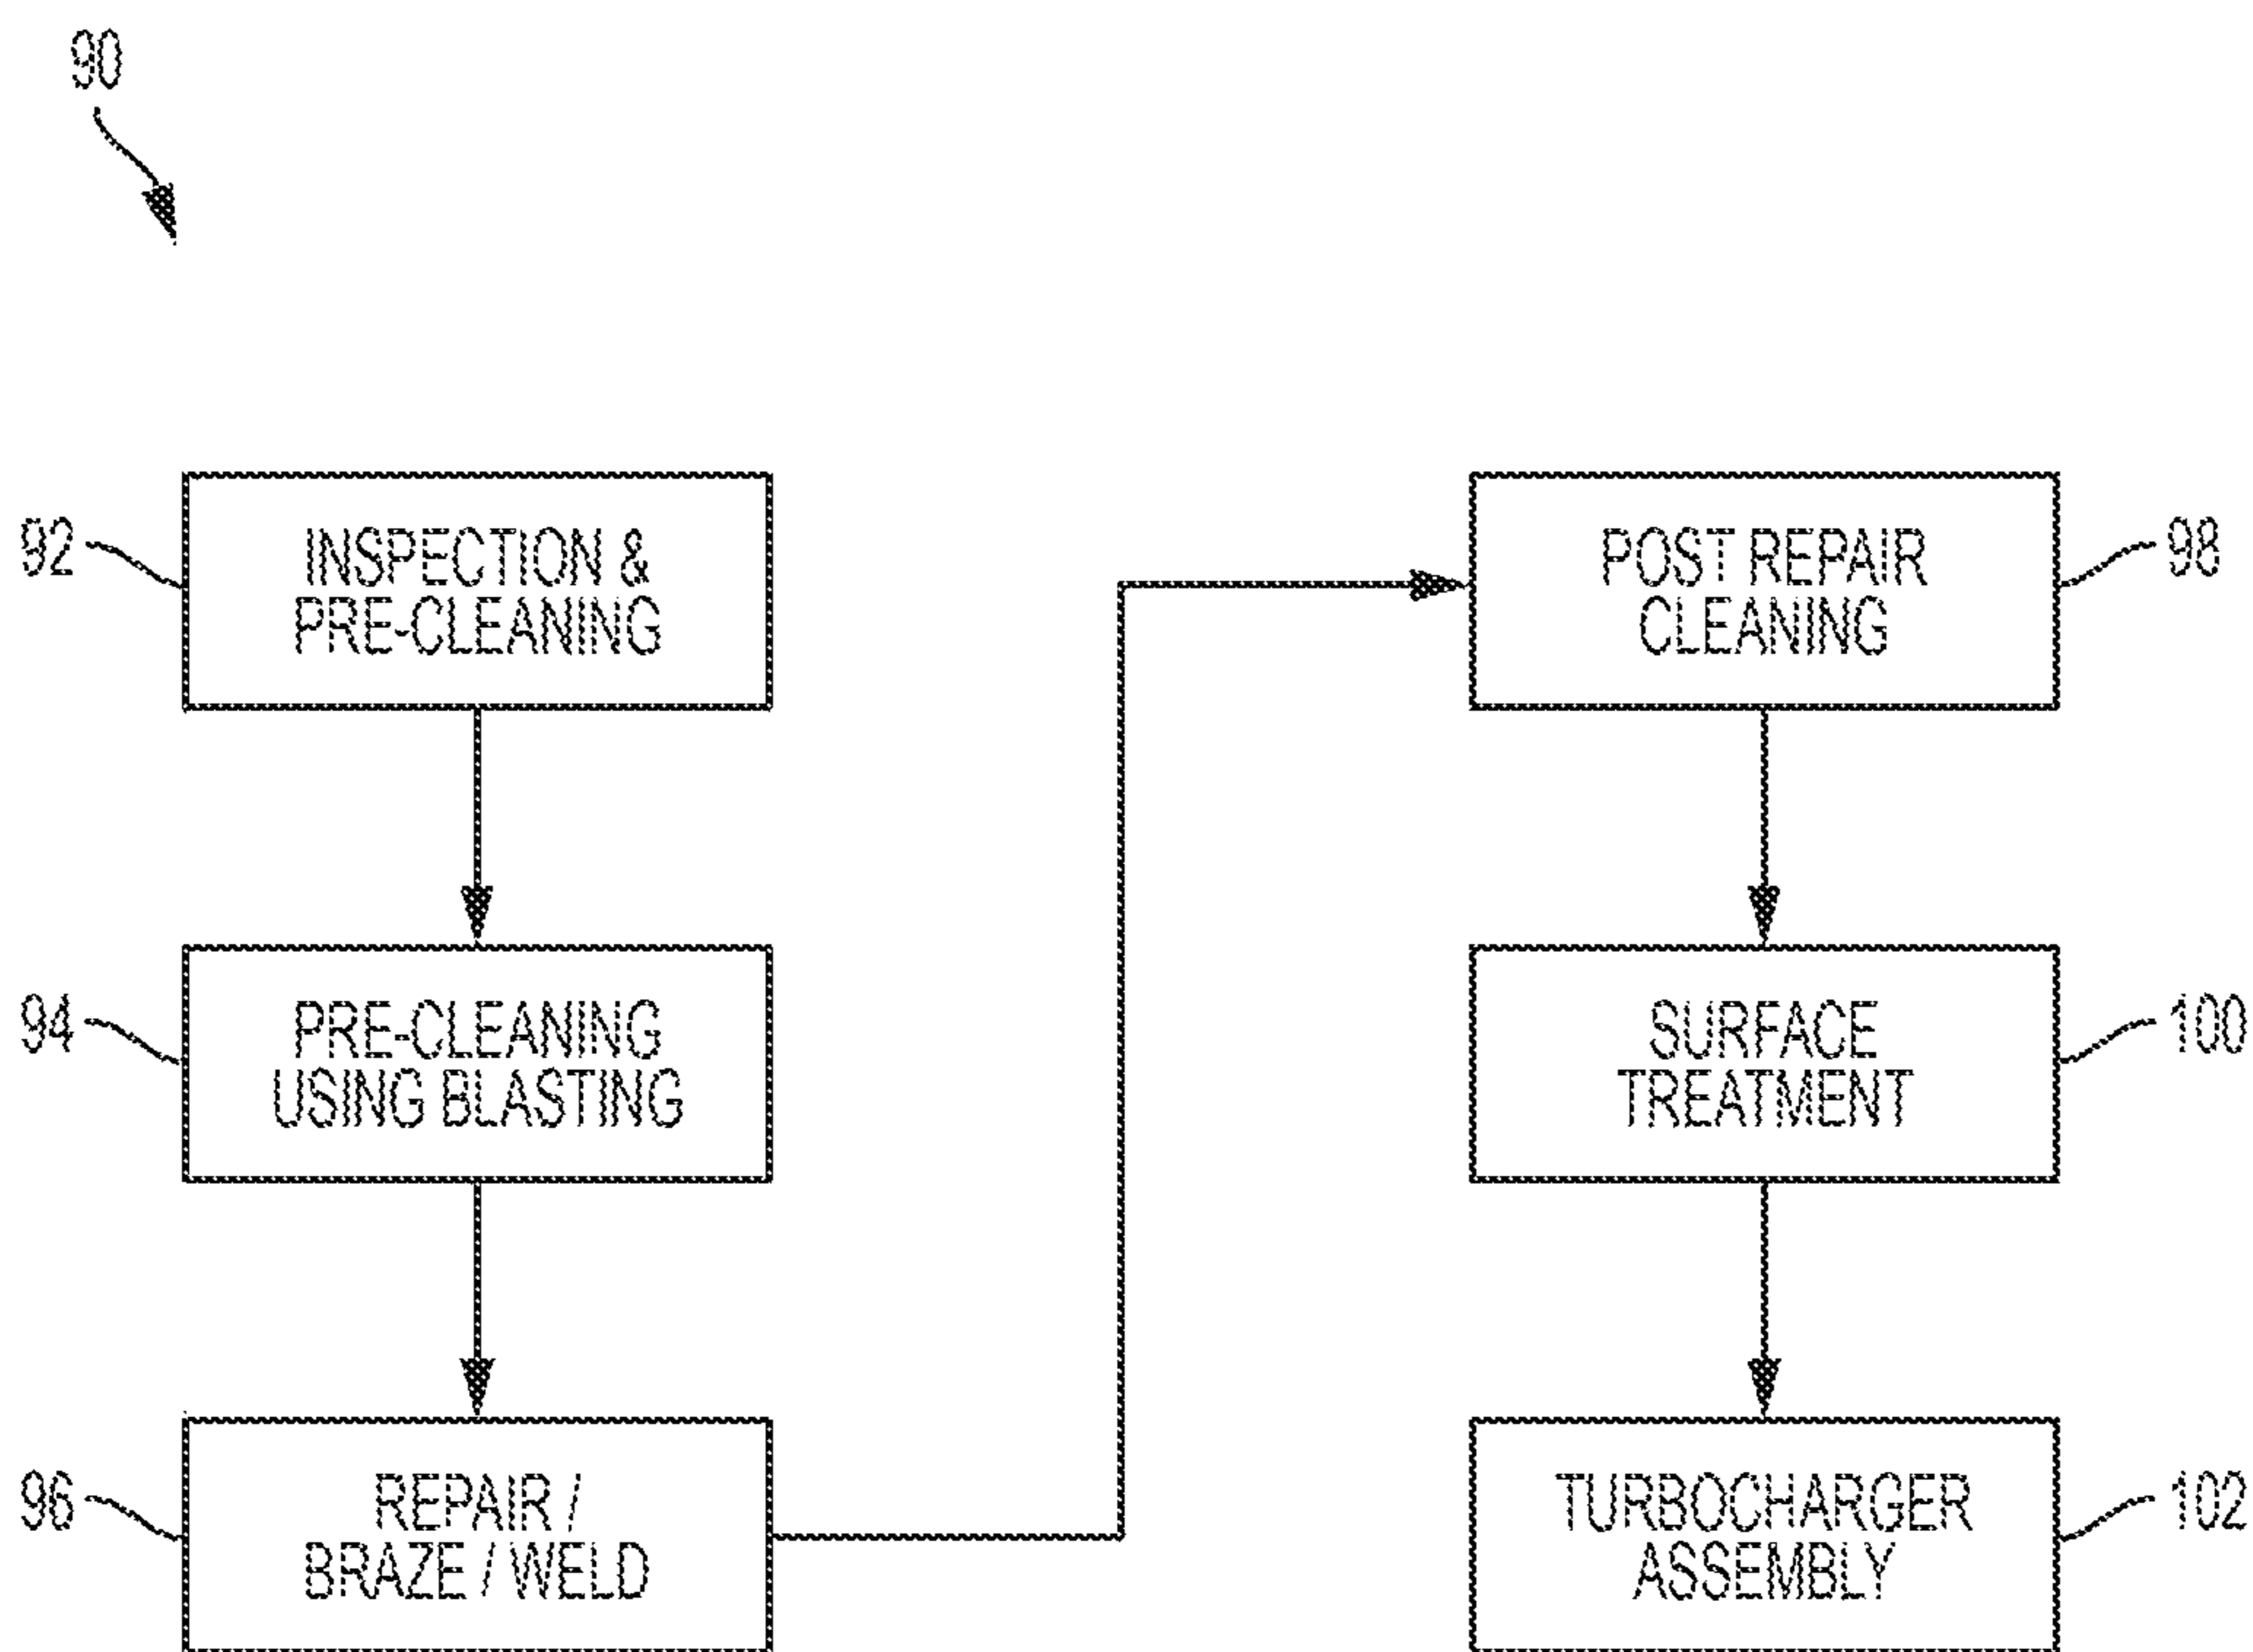 90
92
INSPECTION &
PRE-CLEANING
94
PRE-CLEANING
USING BLASTING
96
REPAIR /
BRAZE / WELD
POST REPAIR
CLEANING
98
SURFACE
TREATMENT
100
TURBOCHARGER
ASSEMBLY
102